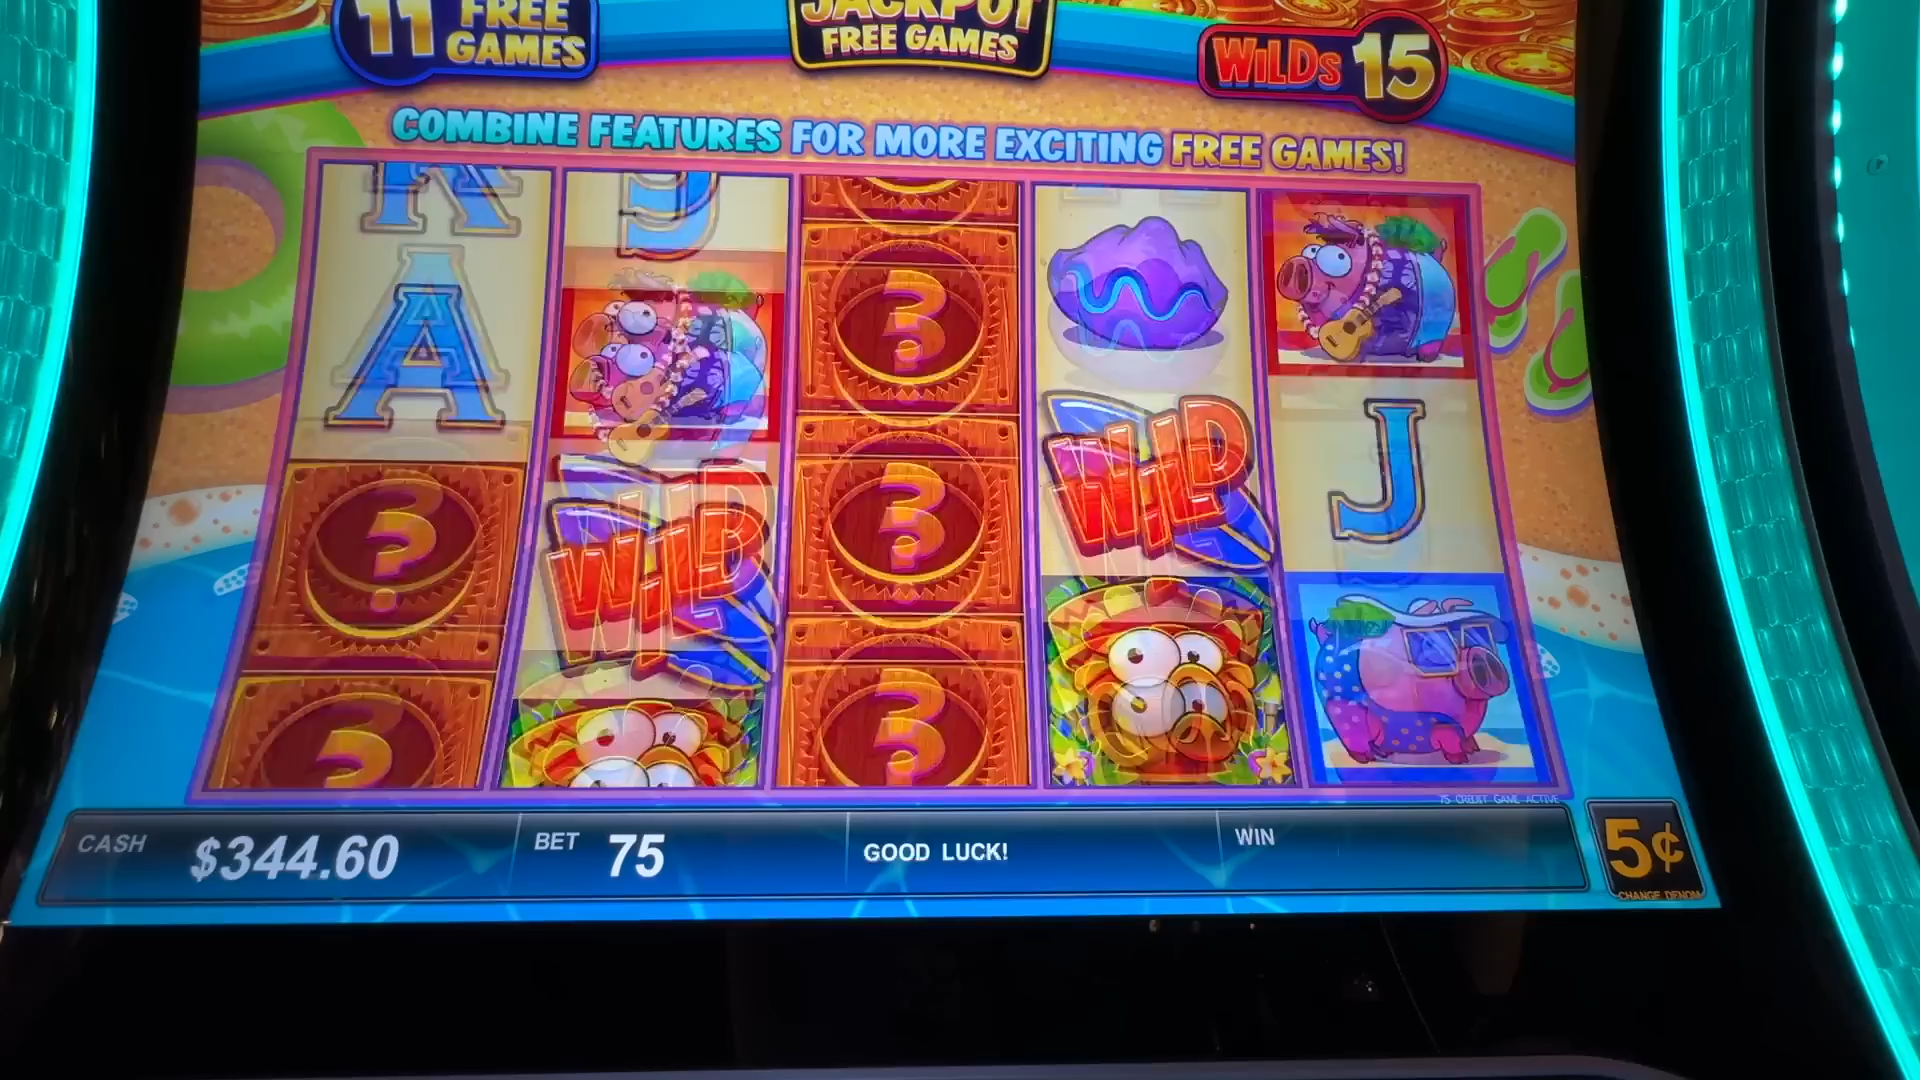 11 FREE GAMES
JACKPOT FREE GAMES
WiLDs 15
COMBINE FEATURES FOR MORE EXCITING FREE GAMES!
A
?
WiLD
?
?
?
?
WiLD
J
75 CREDIT GAME ACTIVE
CASH $344.60
BET 75
GOOD LUCK!
WIN
5¢
CHANGE DENOM